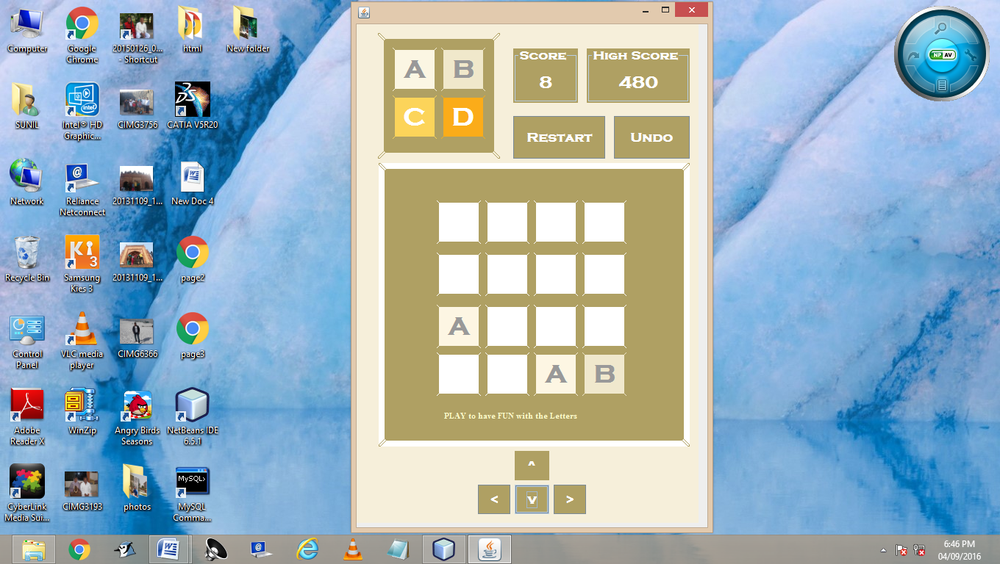 Computer
Google
Chrome
20150126_0...
- Shortcut
html
New folder
SUNIL
Intel® HD
Graphic...
CIMG3756
CATIA V5R20
Network
Reliance
Netconnect
20131109_1...
New Doc 4
Recycle Bin
Ki
3
Samsung
Kies 3
20131109_1...
page2
Control
Panel
VLC media
player
CIMG6366
page3
Adobe
Reader X
WinZip
Angry Birds
Seasons
NetBeans IDE
6.5.1
CyberLink
Media Sui...
CIMG3193
photos
MySQL>
MySQL
Comma...
A B
C D
Score
8
High Score
480
Restart
Undo
A
A B
PLAY to have FUN with the Letters
^
< v >
NP AV
6:46 PM
04/09/2016